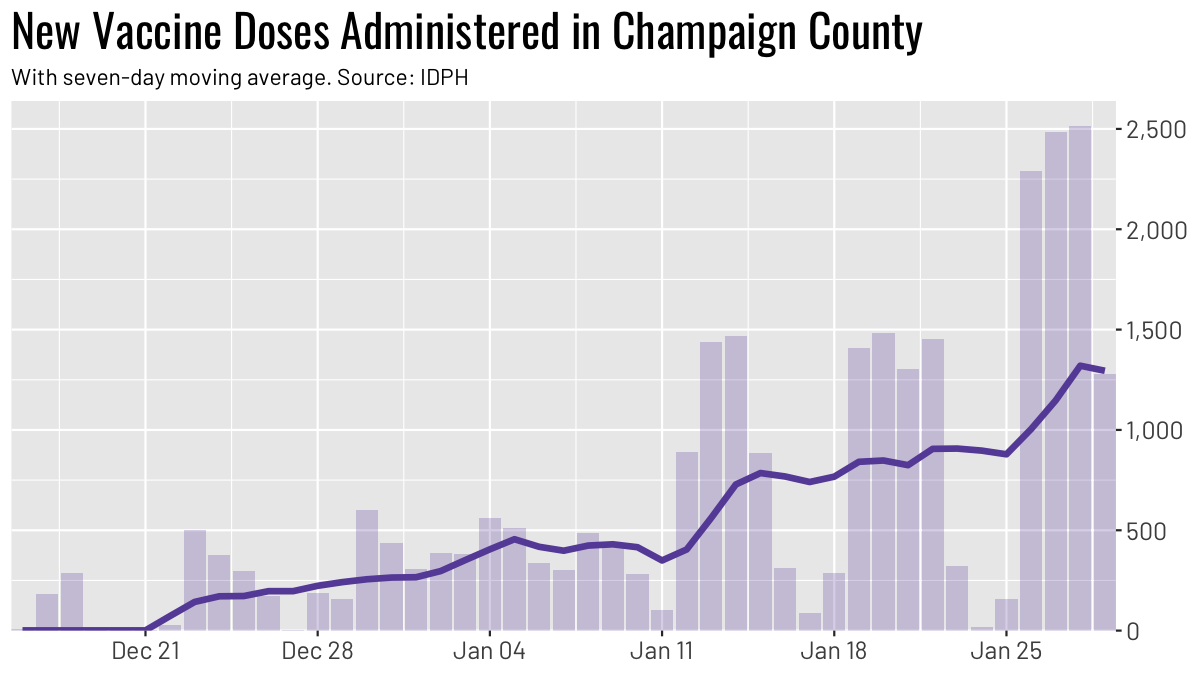 New Vaccine Doses Administered in Champaign County
With seven-day moving average. Source: IDPH
2,500
2,000
1,500
1,000
500
0
Dec 21 Dec 28 Jan 04 Jan 11 Jan 18 Jan 25